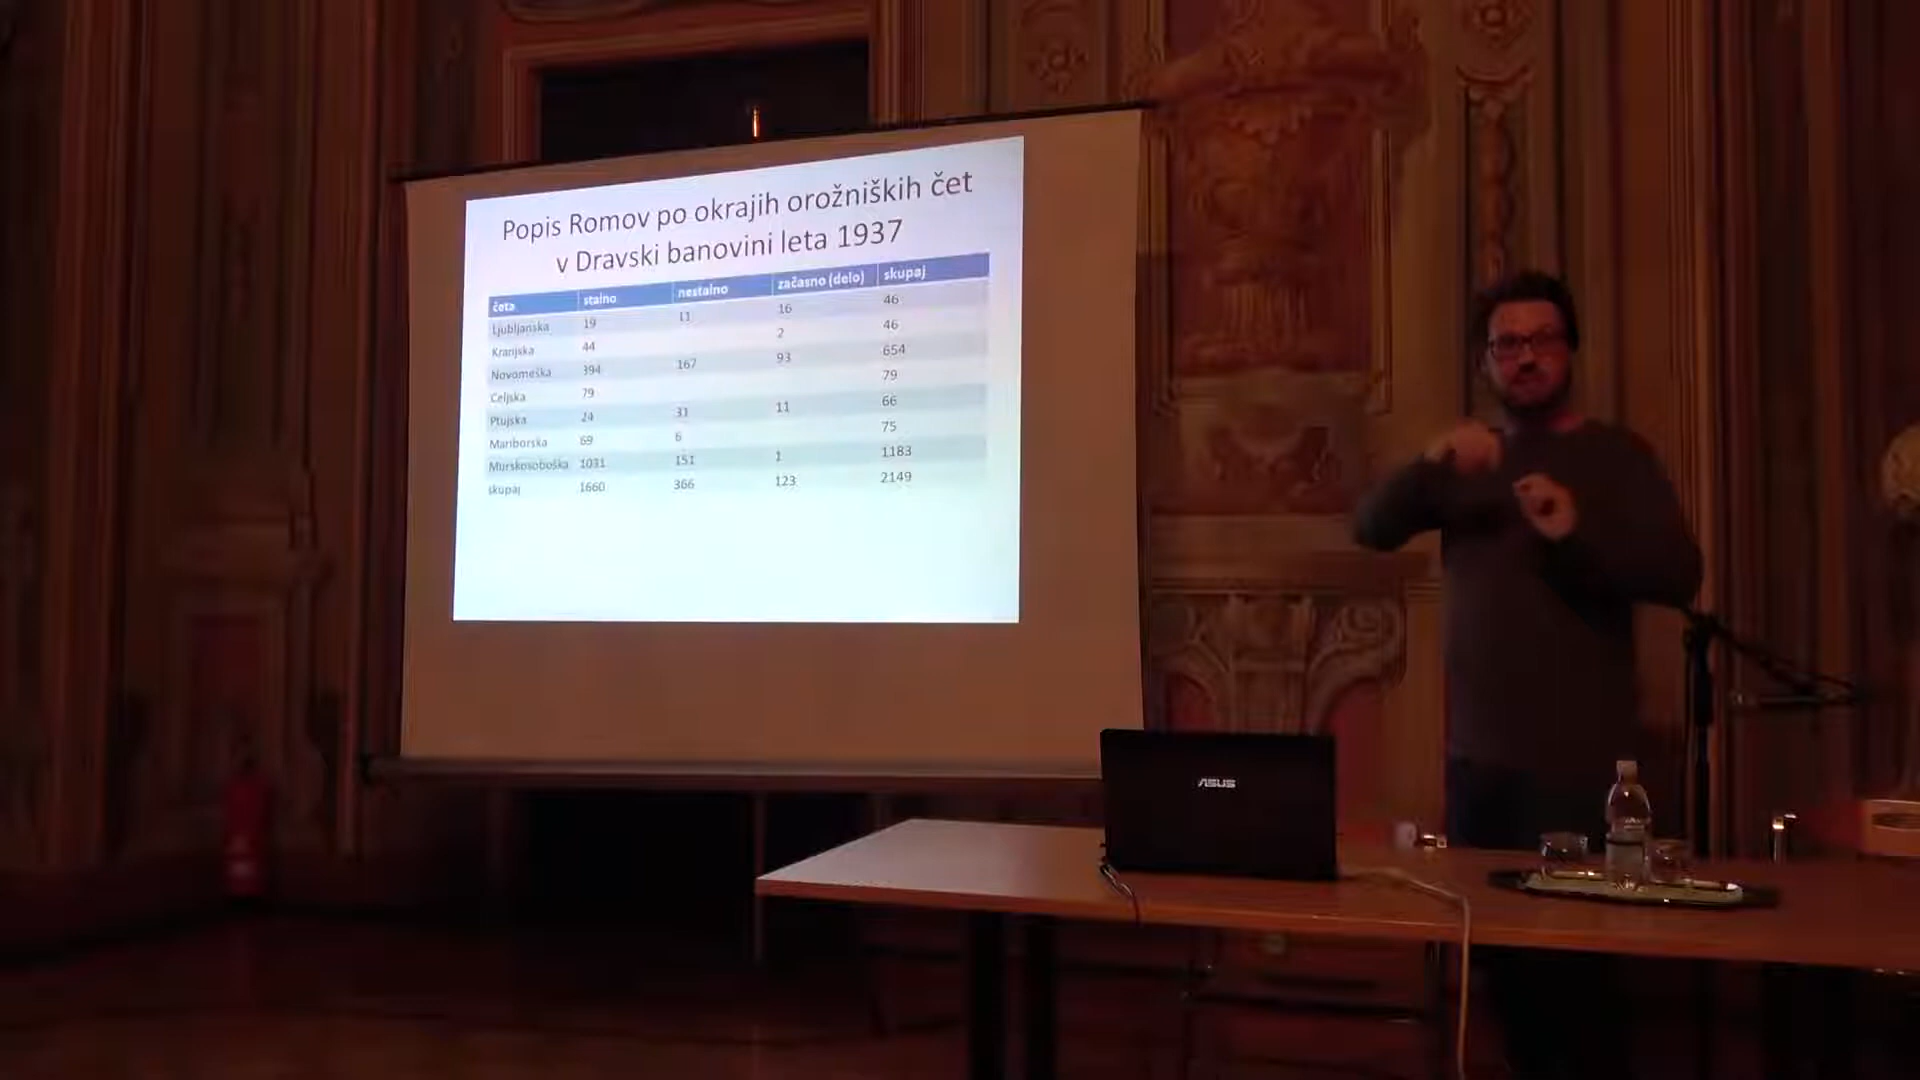 Popis Romov po okrajih orožniških čet
v Dravski banovini leta 1937
četa stalno nestalno začasno (delo) skupaj
Ljubljanska 19 11 16 46
Kranjska 44 2 46
Novomeška 394 167 93 654
Celjska 79 79
Ptujska 24 31 11 66
Mariborska 69 6 75
Murskosoboška 1031 151 1 1183
skupaj 1660 366 123 2149
ASUS